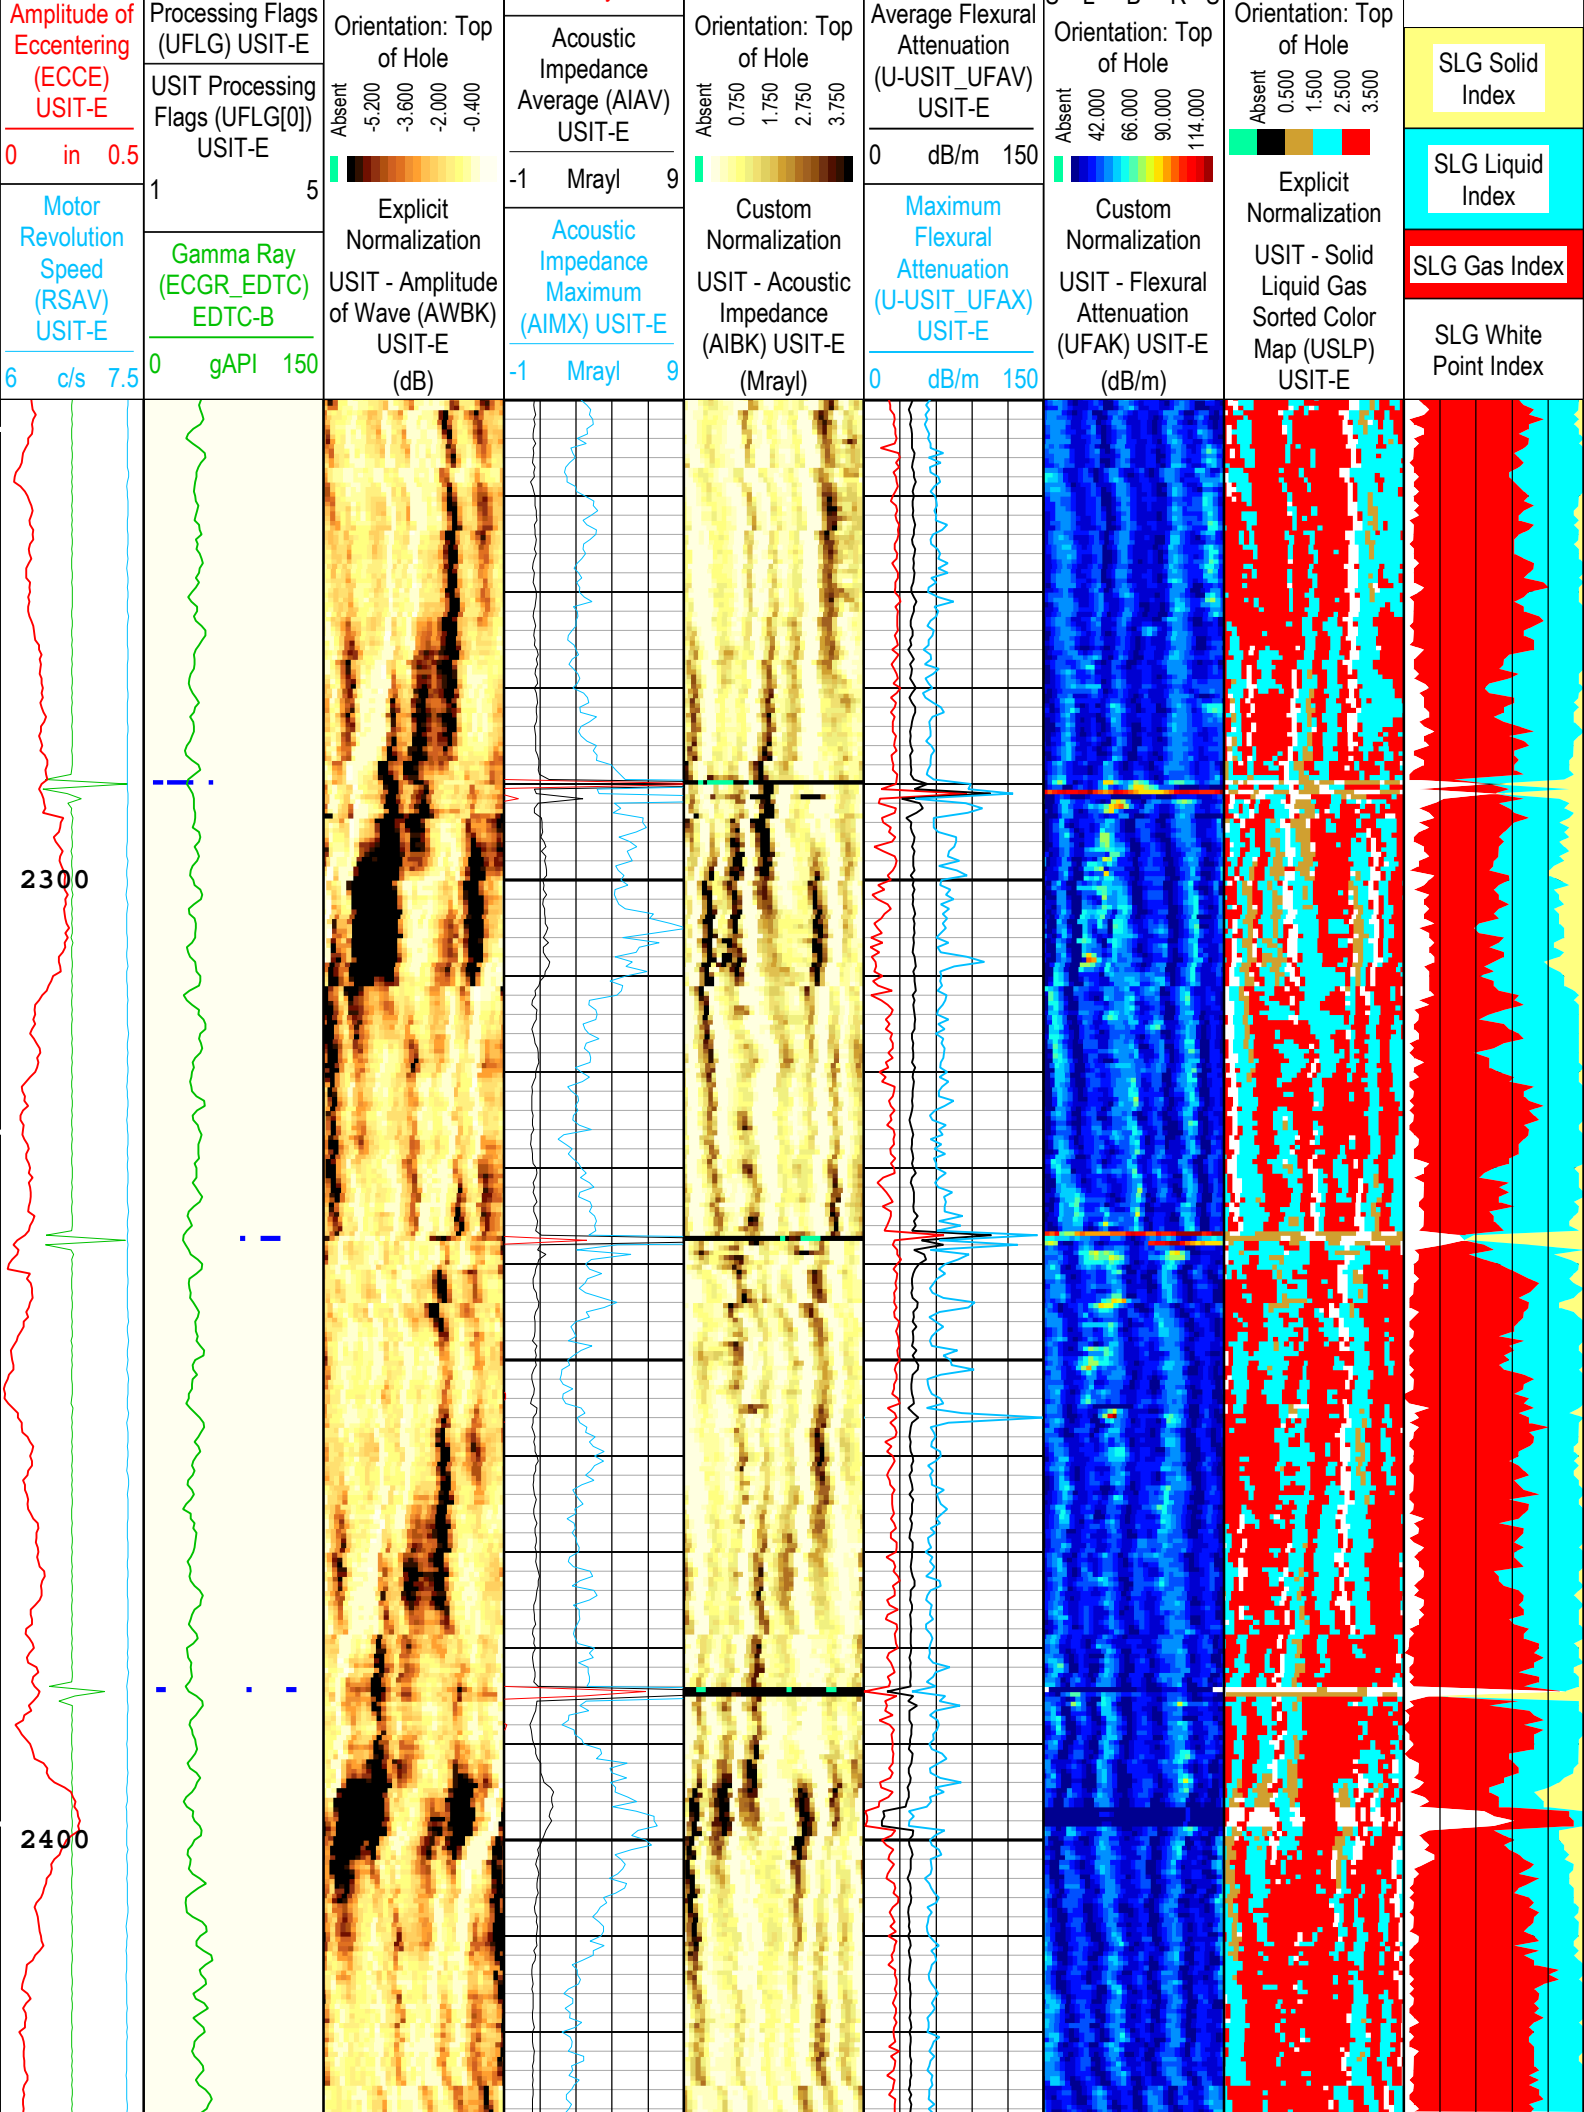 Amplitude of
Eccentering
(ECCE)
USIT-E
0 in 0.5
Motor
Revolution
Speed
(RSAV)
USIT-E
6 c/s 7.5
Processing Flags
(UFLG) USIT-E
USIT Processing
Flags (UFLG[0])
USIT-E
1 5
Gamma Ray
(ECGR_EDTC)
EDTC-B
0 gAPI 150
Orientation: Top
of Hole
Absent
-5.200
-3.600
-2.000
-0.400
Explicit
Normalization
USIT - Amplitude
of Wave (AWBK)
USIT-E
(dB)
Acoustic
Impedance
Average (AIAV)
USIT-E
-1 Mrayl 9
Acoustic
Impedance
Maximum
(AIMX) USIT-E
-1 Mrayl 9
Orientation: Top
of Hole
Absent
0.750
1.750
2.750
3.750
Custom
Normalization
USIT - Acoustic
Impedance
(AIBK) USIT-E
(Mrayl)
Average Flexural
Attenuation
(U-USIT_UFAV)
USIT-E
0 dB/m 150
Maximum
Flexural
Attenuation
(U-USIT_UFAX)
USIT-E
0 dB/m 150
Orientation: Top
of Hole
Absent
42.000
66.000
90.000
114.000
Custom
Normalization
USIT - Flexural
Attenuation
(UFAK) USIT-E
(dB/m)
Orientation: Top
of Hole
Absent
0.500
1.500
2.500
3.500
Explicit
Normalization
USIT - Solid
Liquid Gas
Sorted Color
Map (USLP)
USIT-E
SLG Solid
Index
SLG Liquid
Index
SLG Gas Index
SLG White
Point Index
2300
2400